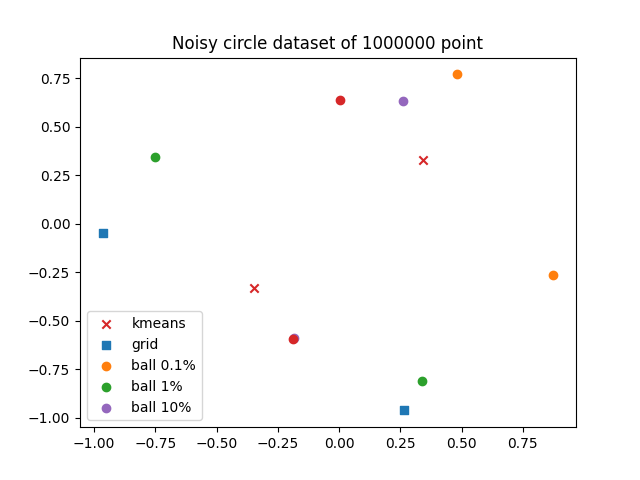 Noisy circle dataset of 1000000 point
0.75
0.50
0.25
0.00
−0.25
−0.50
−0.75
−1.00
kmeans
grid
ball 0.1%
ball 1%
ball 10%
−1.00 −0.75 −0.50 −0.25 0.00 0.25 0.50 0.75